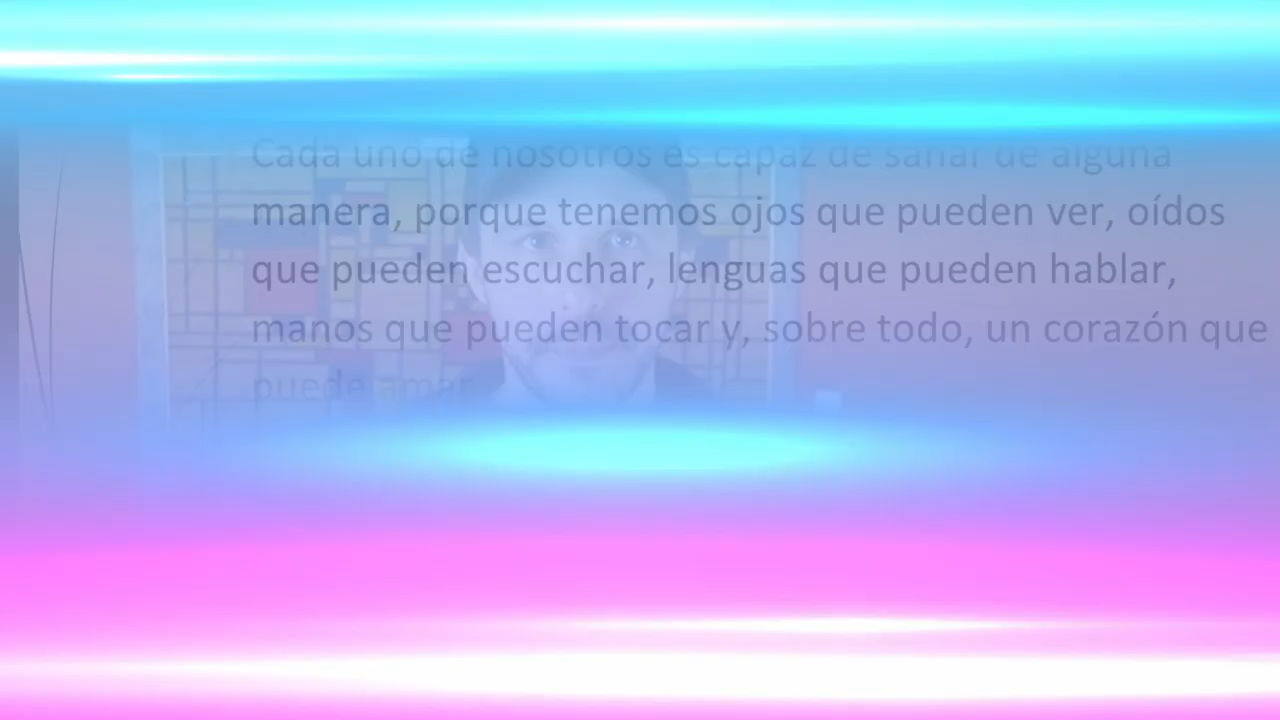 Cada uno de nosotros es capaz de sanar de alguna
manera, porque tenemos ojos que pueden ver, oídos
que pueden escuchar, lenguas que pueden hablar,
manos que pueden tocar y, sobre todo, un corazón que
puede amar